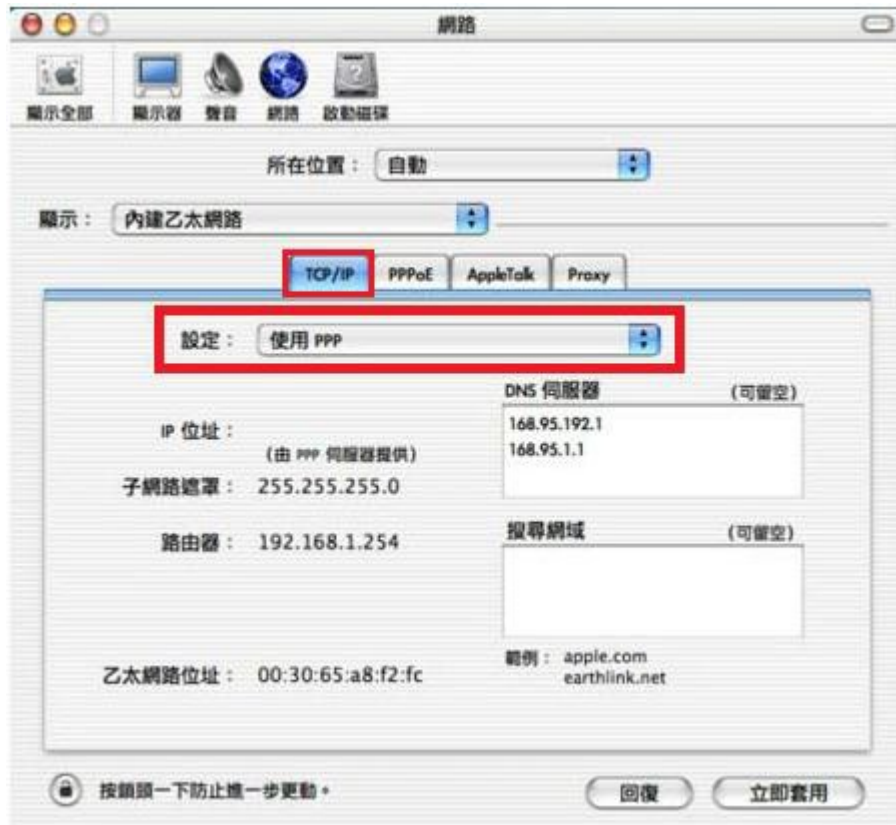 網路
顯示全部 顯示器 聲音 網路 啟動磁碟
所在位置： 自動
顯示： 內建乙太網路
TCP/IP PPPoE AppleTalk Proxy
設定： 使用 PPP
DNS 伺服器 (可留空)
168.95.192.1
168.95.1.1
IP 位址：
(由 PPP 伺服器提供)
子網路遮罩： 255.255.255.0
路由器： 192.168.1.254
搜尋網域 (可留空)
乙太網路位址： 00:30:65:a8:f2:fc
範例： apple.com
earthlink.net
按鎖頭一下防止進一步更動。
回復 立即套用